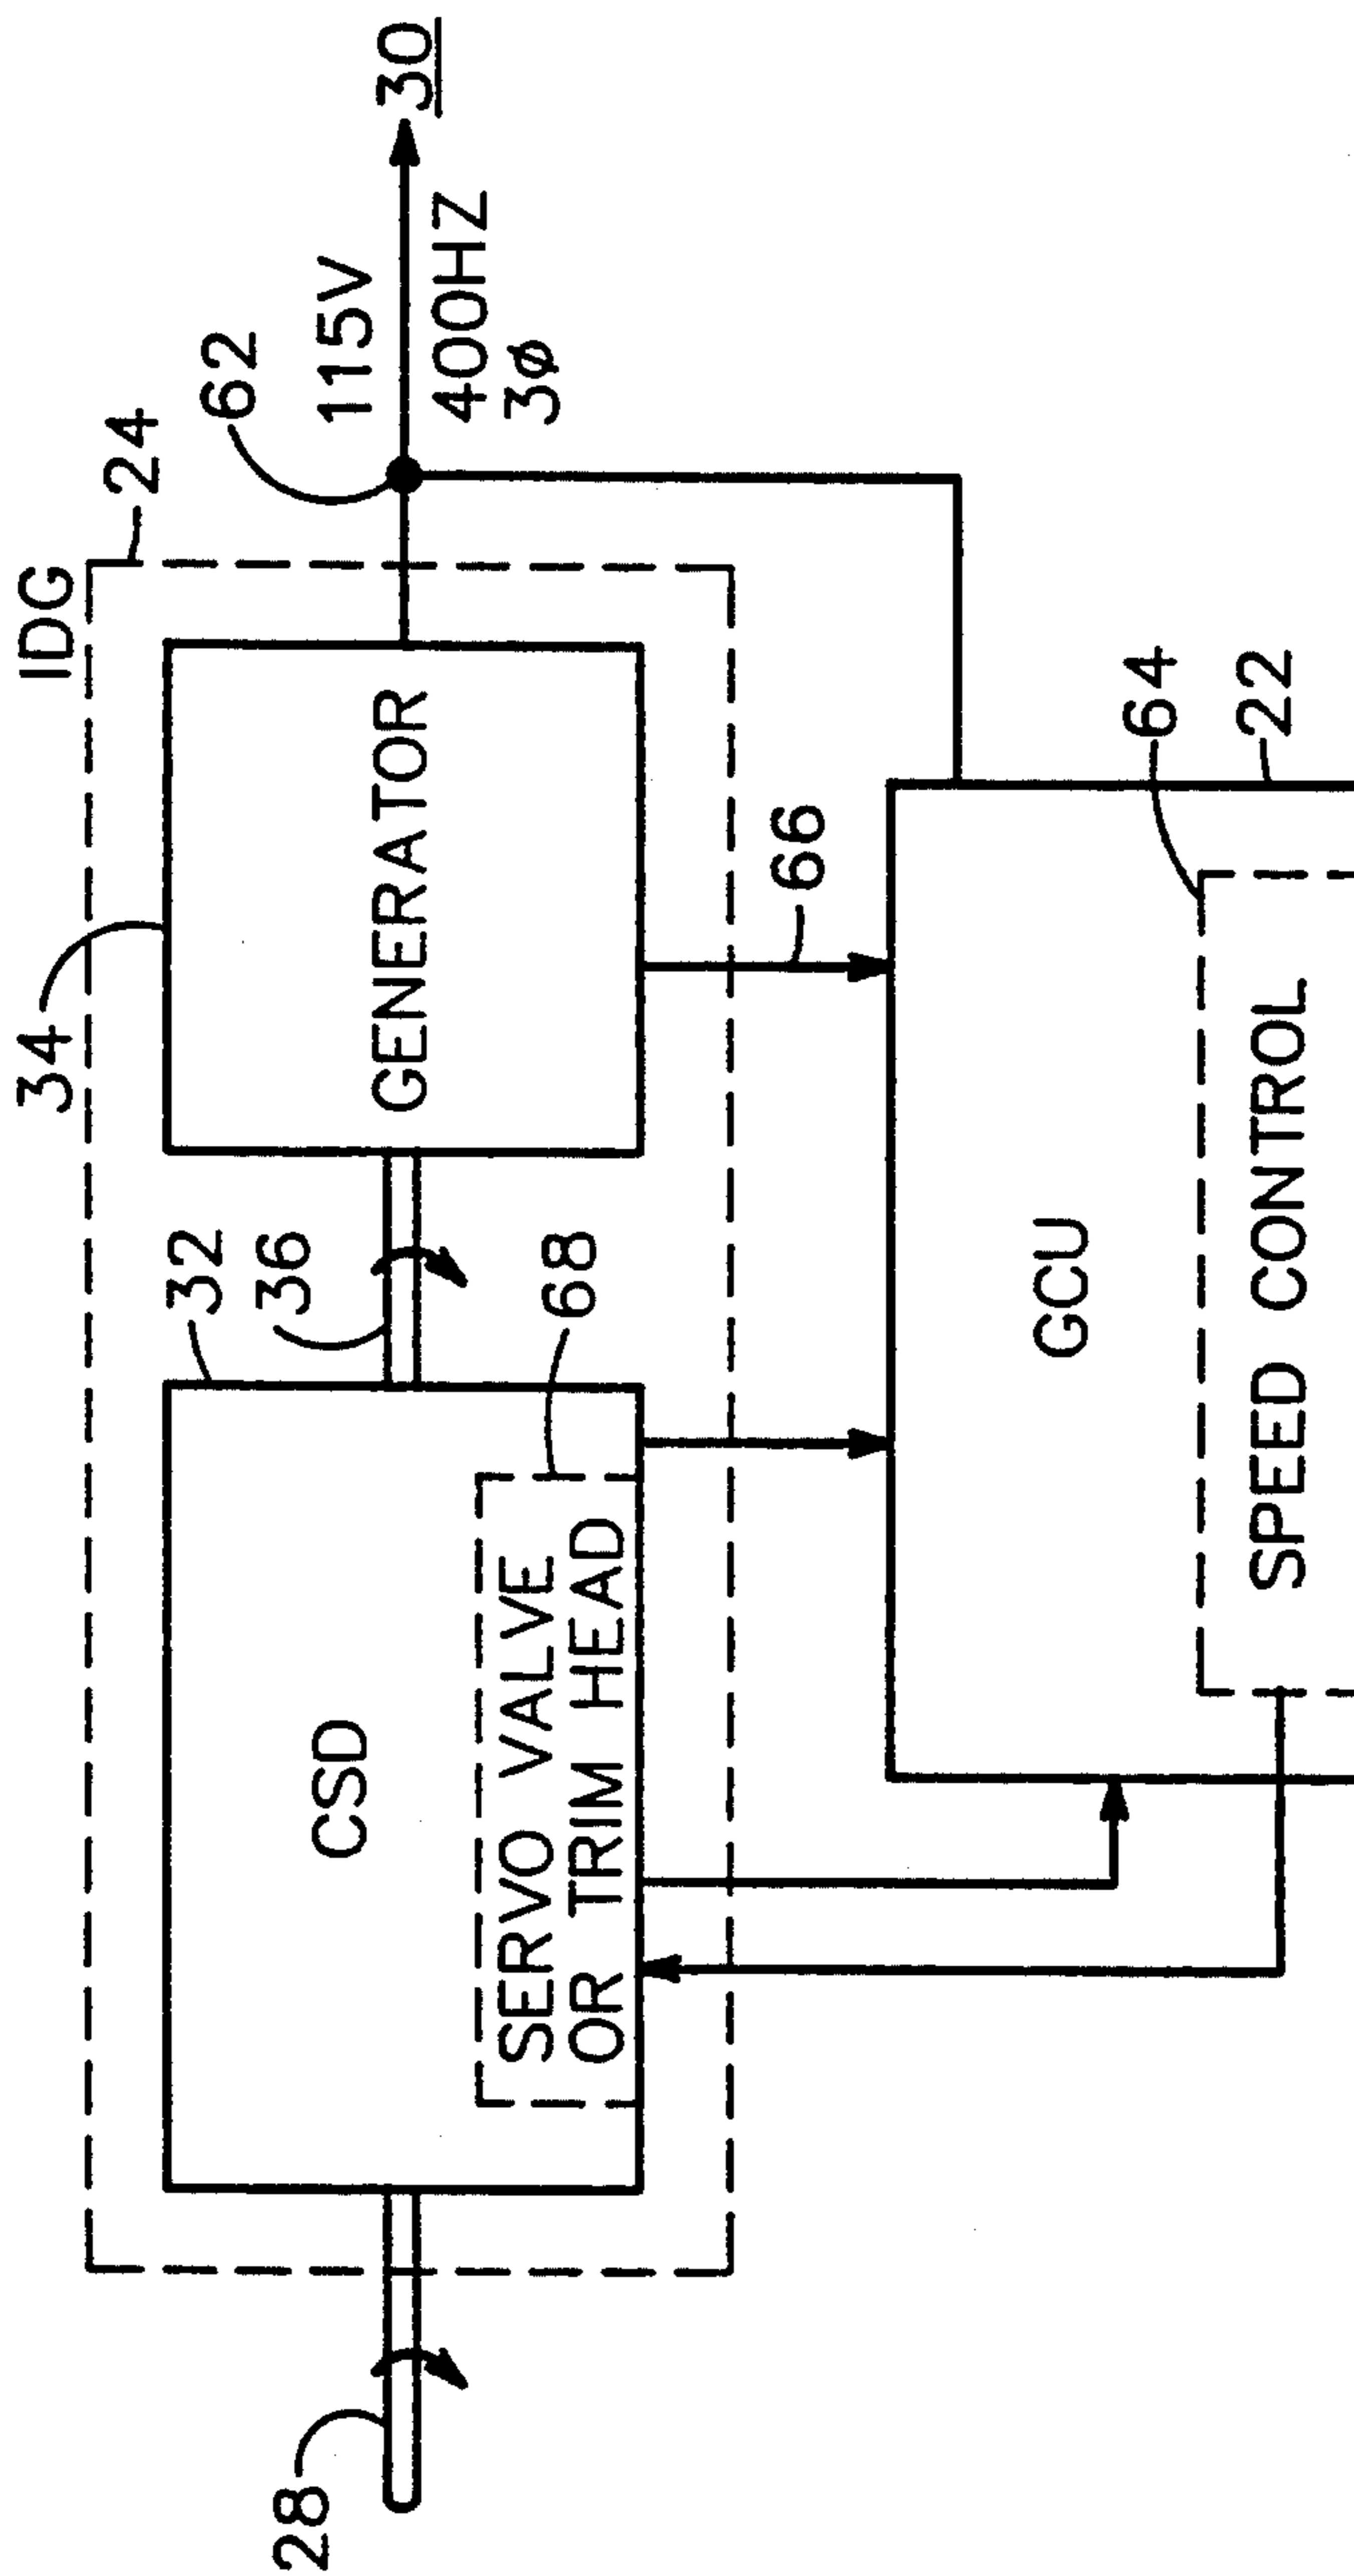 IDG
24
34
62
115V
30
400HZ
3ø
32
36
GENERATOR
28
CSD
68
SERVO VALVE
OR TRIM HEAD
66
GCU
64
22
SPEED CONTROL